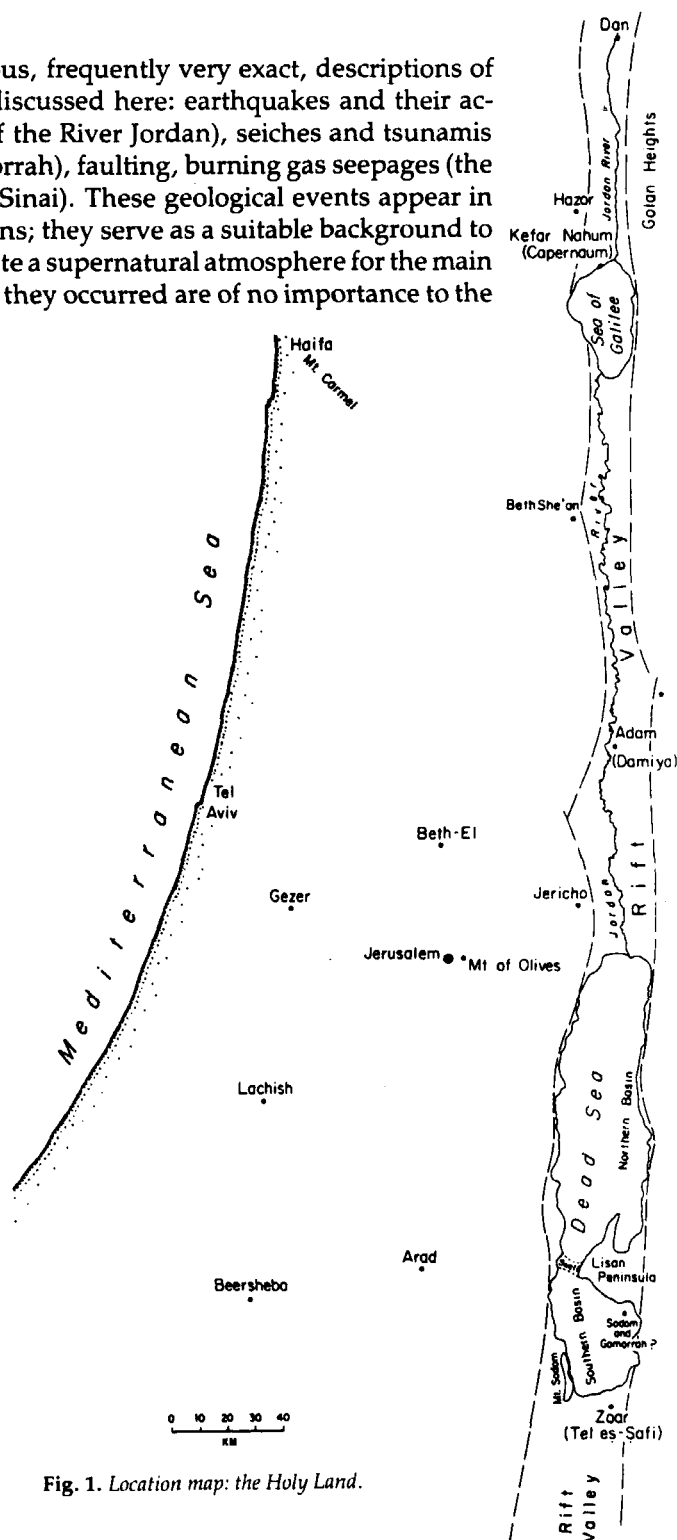 us, frequently very exact, descriptions of
discussed here: earthquakes and their ac-
f the River Jordan), seiches and tsunamis
orrah), faulting, burning gas seepages (the
Sinai). These geological events appear in
ns; they serve as a suitable background to
te a supernatural atmosphere for the main
they occurred are of no importance to the
Dan
Jordan River
Golan Heights
Hazor
Kefar Nahum
(Capernaum)
Sea of
Galilee
Haifa
Mt. Carmel
Beth She'an
River
Valley
Mediterranean Sea
Adam
(Damiya)
Tel
Aviv
Beth-El
Rift
Jordan
Jericho
Gezer
Jerusalem
Mt of Olives
Dead Sea
Northern Basin
Lachish
Arad
Lisan
Peninsula
Beersheba
Southern Basin
Sodom
and
Gomorrah?
Mt. Sodom
Zoar
(Tel es-Safi)
0 10 20 30 40
KM
Rift
Valley
Fig. 1. Location map: the Holy Land.